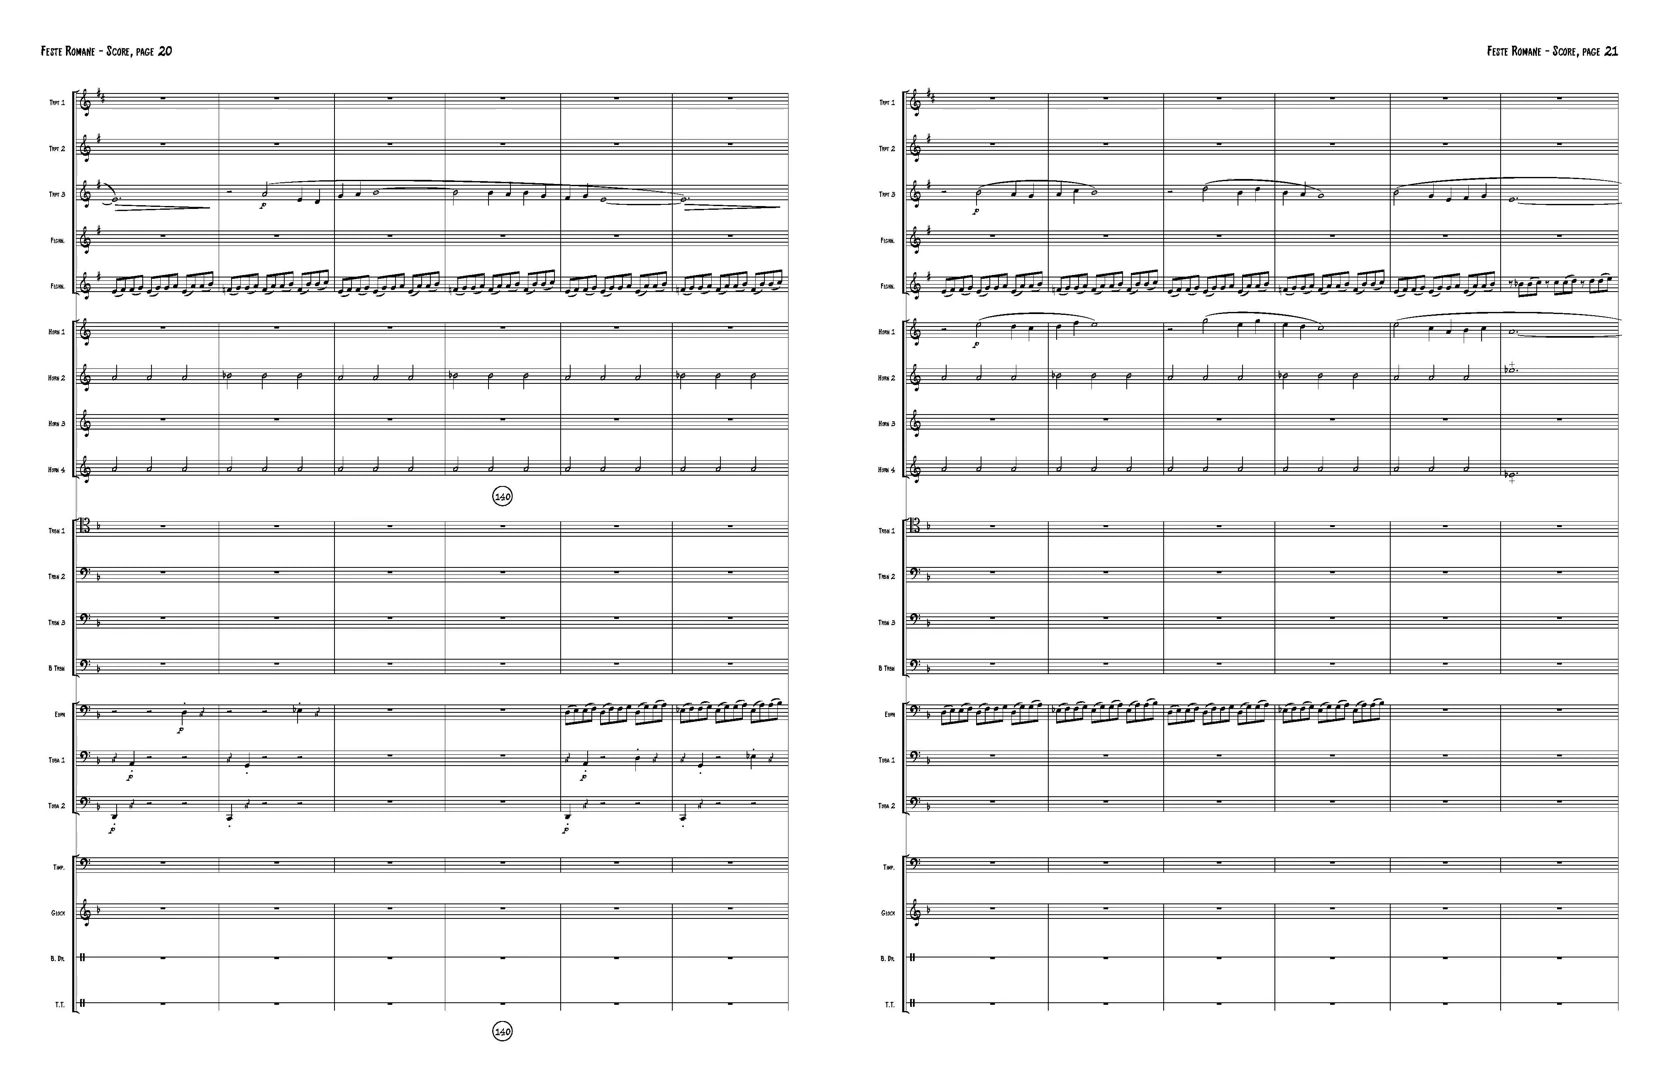 Feste Romane - Score, page 20
Trpt 1
Trpt 2
Trpt 3
p
Flghn.
Flghn.
Horn 1
Horn 2
Horn 3
Horn 4
140
Trbn 1
Trbn 2
Trbn 3
B Trbn
Euph
p
Tuba 1
p
p
Tuba 2
p
p
Timp.
Glock
B. Dr.
T.T.
140
Feste Romane - Score, page 21
Trpt 1
Trpt 2
Trpt 3
p
Flghn.
Flghn.
Horn 1
p
Horn 2
Horn 3
Horn 4
Trbn 1
Trbn 2
Trbn 3
B Trbn
Euph
Tuba 1
Tuba 2
Timp.
Glock
B. Dr.
T.T.